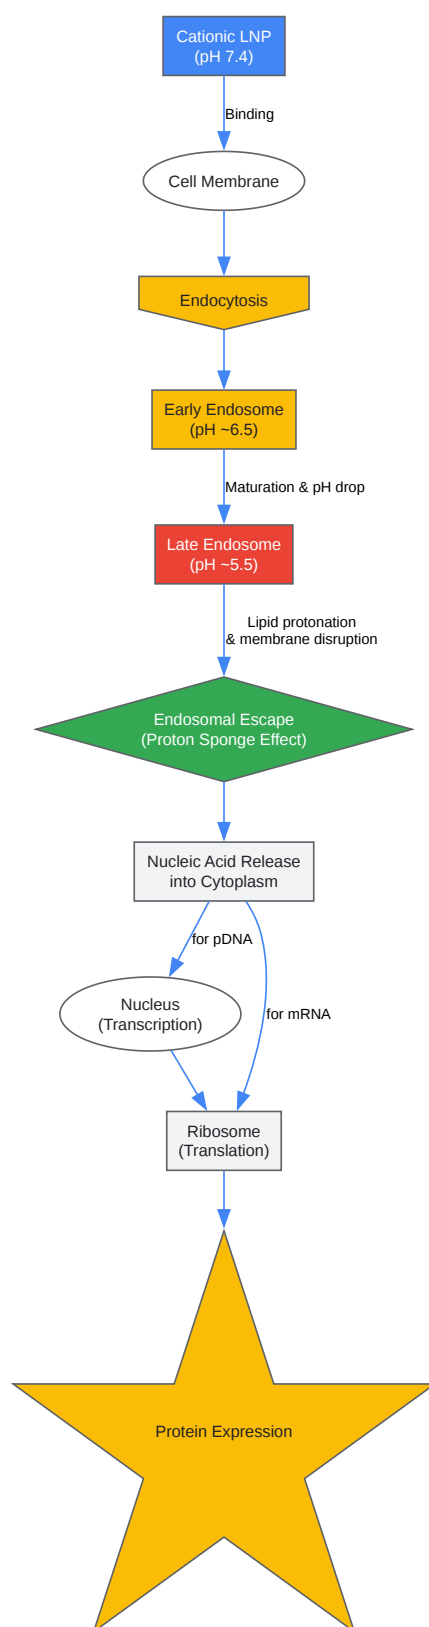 Cationic LNP
(pH 7.4)
Binding
Cell Membrane
Endocytosis
Early Endosome
(pH ~6.5)
Maturation & pH drop
Late Endosome
(pH ~5.5)
Lipid protonation
& membrane disruption
Endosomal Escape
(Proton Sponge Effect)
Nucleic Acid Release
into Cytoplasm
for pDNA
Nucleus
(Transcription)
for mRNA
Ribosome
(Translation)
Protein Expression